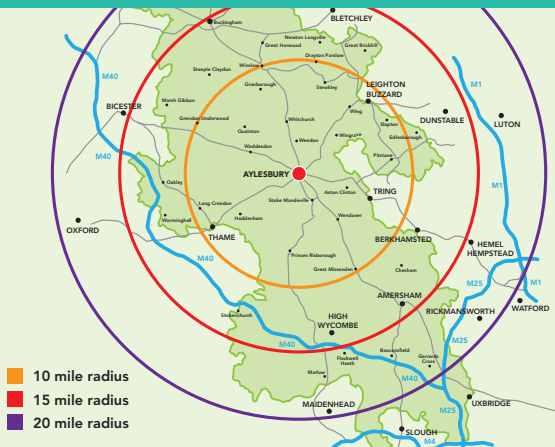 Buckingham
BLETCHLEY
Newton Longville
Great Horwood
Great Brickhill
Drayton Parslow
Winslow
Steeple Claydon
M40
M1
Granborough
Stewkley
LEIGHTON
BUZZARD
Marsh Gibbon
BICESTER
Wing
DUNSTABLE
LUTON
Grendon Underwood
Whitchurch
Slapton
Quainton
Wingrave
Edlesborough
Weedon
Waddesdon
M40
Pitstone
AYLESBURY
Oakley
Aston Clinton
M1
TRING
Stoke Mandeville
Long Crendon
Haddenham
Wendover
Worminghall
OXFORD
THAME
BERKHAMSTED
HEMEL
HEMPSTEAD
M40
Princes Risborough
Great Missenden
Chesham
M25
M1
AMERSHAM
WATFORD
RICKMANSWORTH
Stokenchurch
HIGH
WYCOMBE
M40
M25
Beaconsfield
Flackwell
Heath
Gerrards
Cross
Marlow
M40
10 mile radius
15 mile radius
20 mile radius
MAIDENHEAD
UXBRIDGE
M25
SLOUGH
M4